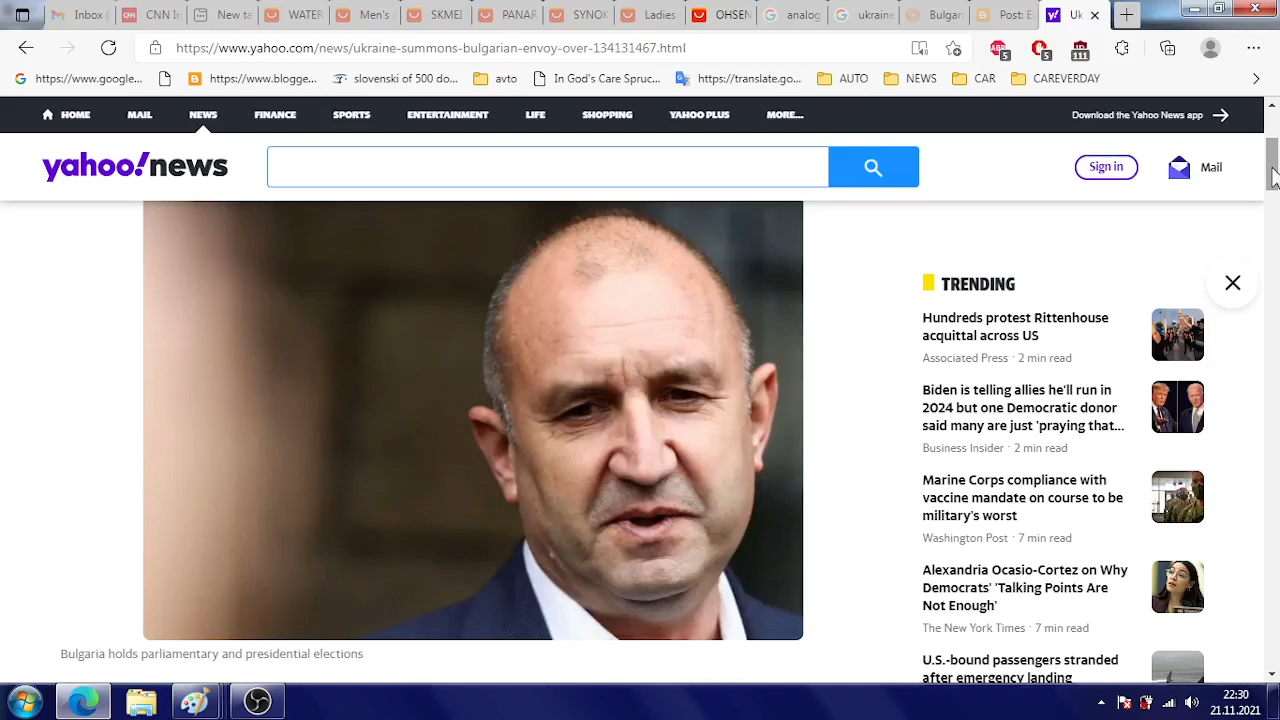 Inbox (
CNN In
New ta
WATER
Men's
SKMEI
PANAR
SYNOK
Ladies
OHSEN
analog
ukraine
Bulgari
Post: E
Uk
https://www.yahoo.com/news/ukraine-summons-bulgarian-envoy-over-134131467.html
5
5
111
https://www.google...
https://www.blogge...
slovenski of 500 do...
avto
In God's Care Spruc...
https://translate.go...
AUTO
NEWS
CAR
CAREVERDAY
HOME
MAIL
NEWS
FINANCE
SPORTS
ENTERTAINMENT
LIFE
SHOPPING
YAHOO PLUS
MORE...
Download the Yahoo News app
yahoo!news
Sign in
Mail
TRENDING
Hundreds protest Rittenhouse
acquittal across US
Associated Press · 2 min read
Biden is telling allies he'll run in
2024 but one Democratic donor
said many are just 'praying that...
Business Insider · 2 min read
Marine Corps compliance with
vaccine mandate on course to be
military's worst
Washington Post · 7 min read
Alexandria Ocasio-Cortez on Why
Democrats' 'Talking Points Are
Not Enough'
The New York Times · 7 min read
U.S.-bound passengers stranded
after emergency landing
Bulgaria holds parliamentary and presidential elections
22:30
21.11.2021